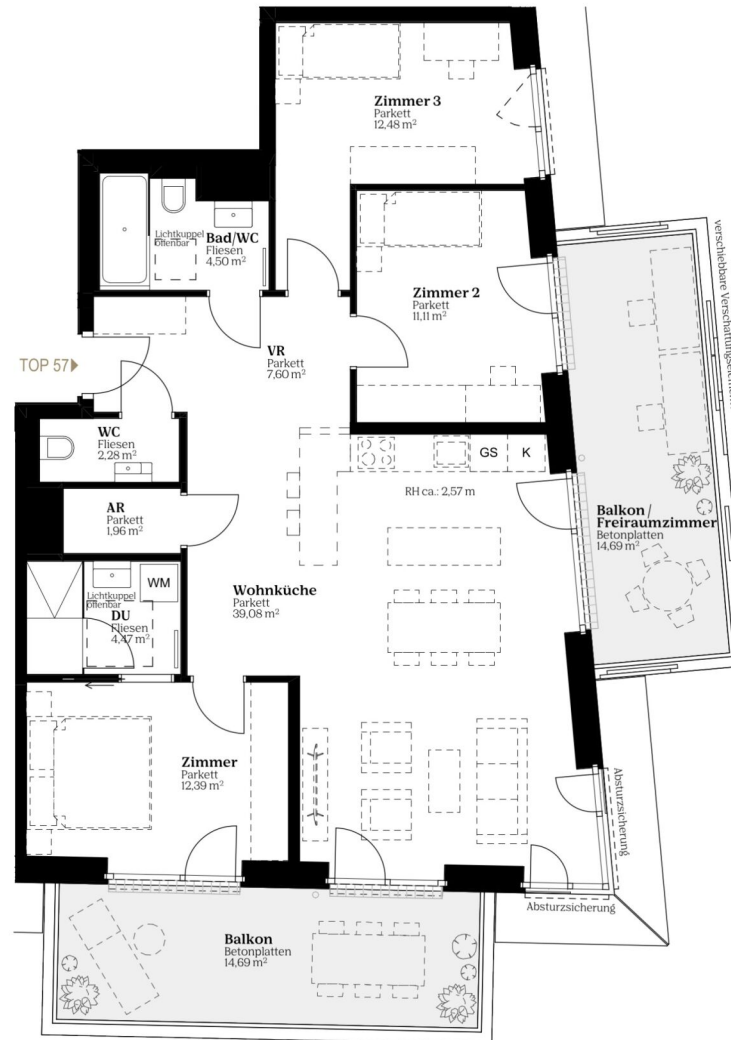 Zimmer 3
Parkett
12,48 m²
Lichtkuppel
offenbar
Bad/WC
Fliesen
4,50 m²
Zimmer 2
Parkett
11,11 m²
verschiebbare Verschattungselemente
VR
Parkett
7,60 m²
TOP 57
WC
Fliesen
2,28 m²
GS
K
RH ca.: 2,57 m
AR
Parkett
1,96 m²
Balkon/
Freiraumzimmer
Betonplatten
14,69 m²
WM
Lichtkuppel
offenbar
DU
Fliesen
4,47 m²
Wohnküche
Parkett
39,08 m²
Zimmer
Parkett
12,39 m²
Absturzsicherung
Absturzsicherung
Balkon
Betonplatten
14,69 m²